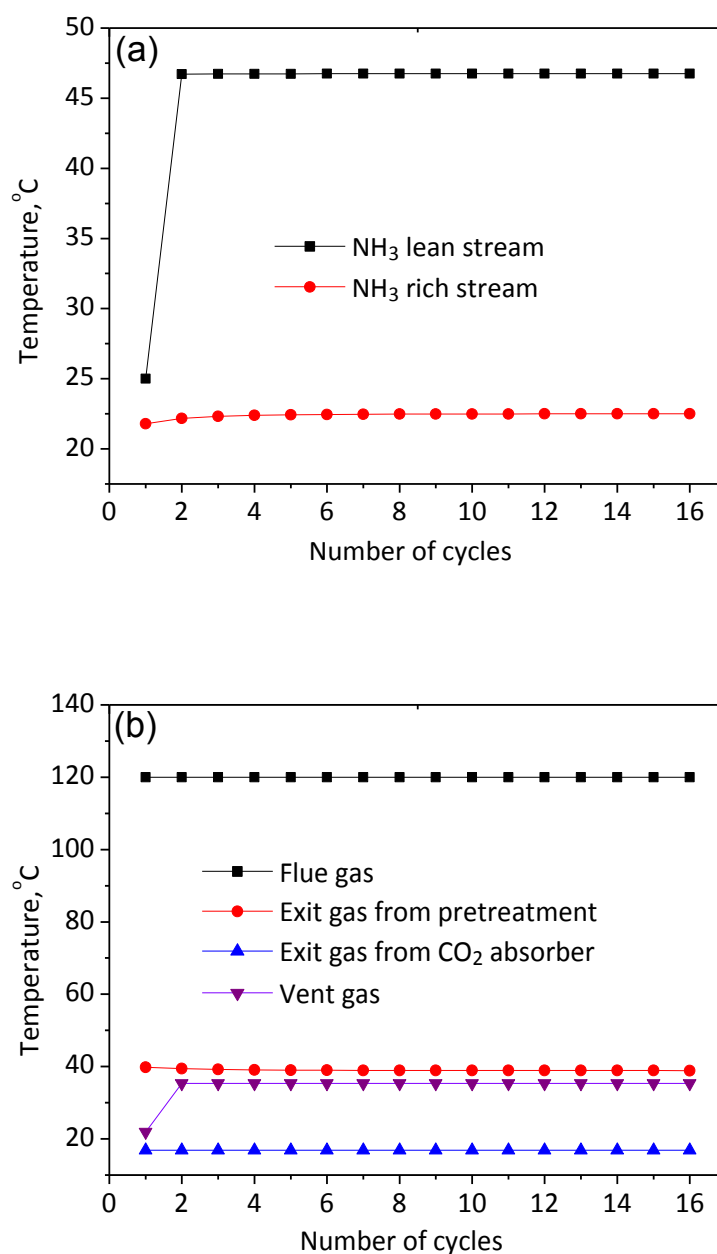 (a)
50
45
40
35
30
25
20
Temperature, °C
NH₃ lean stream
NH₃ rich stream
0 2 4 6 8 10 12 14 16
Number of cycles
(b)
140
120
100
80
60
40
20
Temperature, °C
Flue gas
Exit gas from pretreatment
Exit gas from CO₂ absorber
Vent gas
0 2 4 6 8 10 12 14 16
Number of cycles